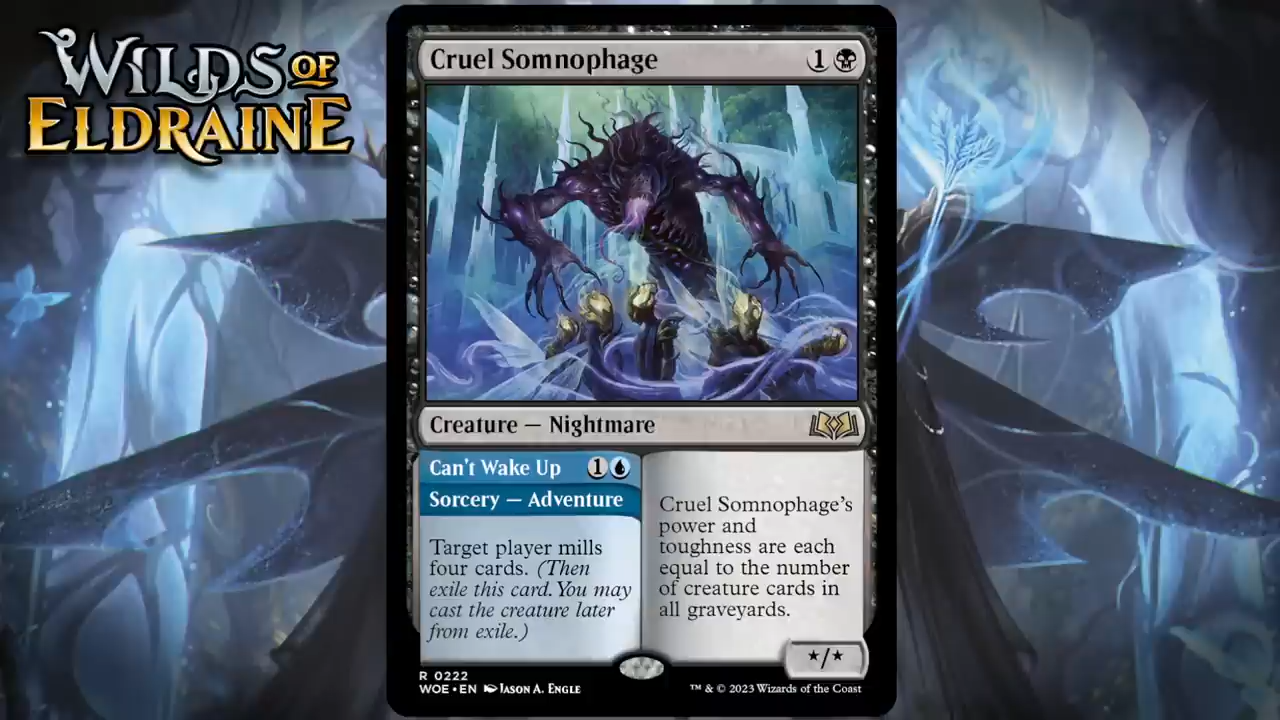 WILDS OF
ELDRAINE
Cruel Somnophage 1
Creature — Nightmare
Can't Wake Up 1
Sorcery — Adventure
Target player mills
four cards. (Then
exile this card. You may
cast the creature later
from exile.)
Cruel Somnophage's
power and
toughness are each
equal to the number
of creature cards in
all graveyards.
★/★
R 0222
WOE • EN Jason A. Engle
™ & © 2023 Wizards of the Coast